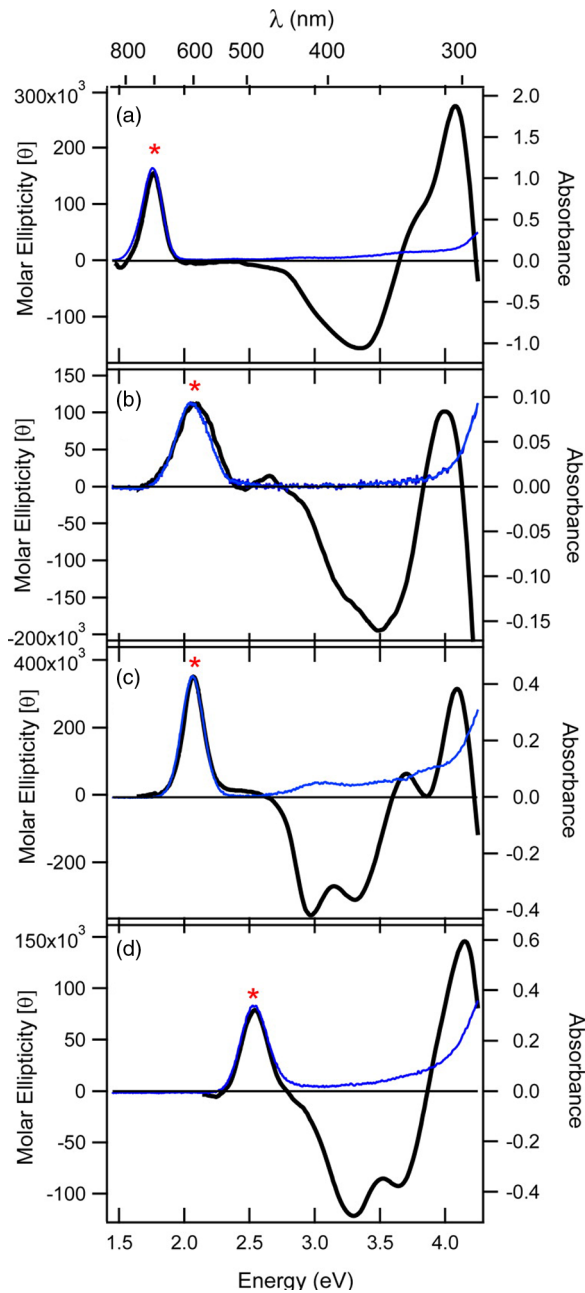 λ (nm)
800 600 500 400 300
300x10³
200
100
0
-100
Molar Ellipticity [θ]
(a)
*
2.0
1.5
1.0
0.5
0.0
-0.5
-1.0
Absorbance
150
100
50
0
-50
-100
-150
-200x10³
Molar Ellipticity [θ]
(b)
*
0.10
0.05
0.00
-0.05
-0.10
-0.15
Absorbance
400x10³
200
0
-200
Molar Ellipticity [θ]
(c)
*
0.4
0.2
0.0
-0.2
-0.4
Absorbance
150x10³
100
50
0
-50
-100
Molar Ellipticity [θ]
(d)
*
0.6
0.4
0.2
0.0
-0.2
-0.4
Absorbance
1.5 2.0 2.5 3.0 3.5 4.0
Energy (eV)